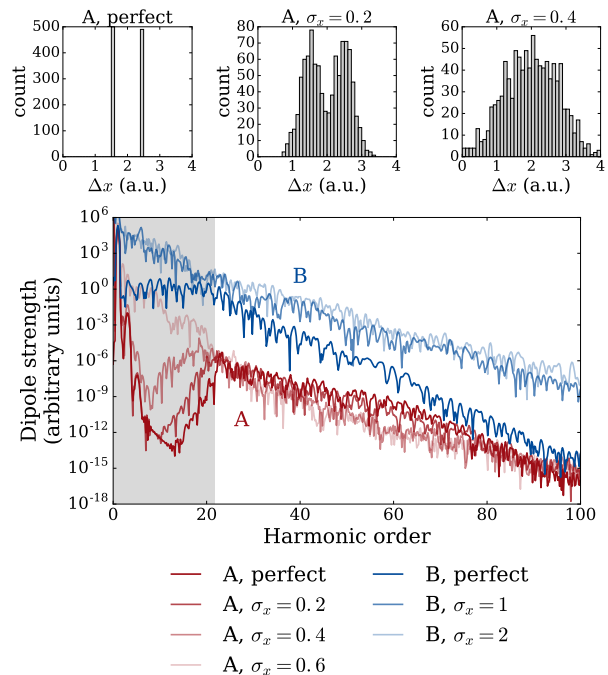 A, perfect
A, σx = 0.2
A, σx = 0.4
500
400
300
200
100
0
count
0 1 2 3 4
Δx (a.u.)
80
70
60
50
40
30
20
10
0
count
0 1 2 3 4
Δx (a.u.)
60
50
40
30
20
10
0
count
0 1 2 3 4
Δx (a.u.)
10^6
10^3
10^0
10^-3
10^-6
10^-9
10^-12
10^-15
10^-18
Dipole strength
(arbitrary units)
B
A
0 20 40 60 80 100
Harmonic order
A, perfect
A, σx = 0.2
A, σx = 0.4
A, σx = 0.6
B, perfect
B, σx = 1
B, σx = 2